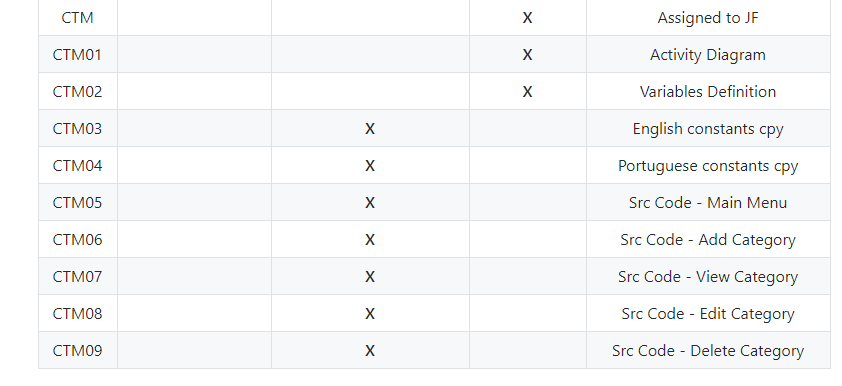 CTM X Assigned to JF
CTM01 X Activity Diagram
CTM02 X Variables Definition
CTM03 X English constants cpy
CTM04 X Portuguese constants cpy
CTM05 X Src Code - Main Menu
CTM06 X Src Code - Add Category
CTM07 X Src Code - View Category
CTM08 X Src Code - Edit Category
CTM09 X Src Code - Delete Category